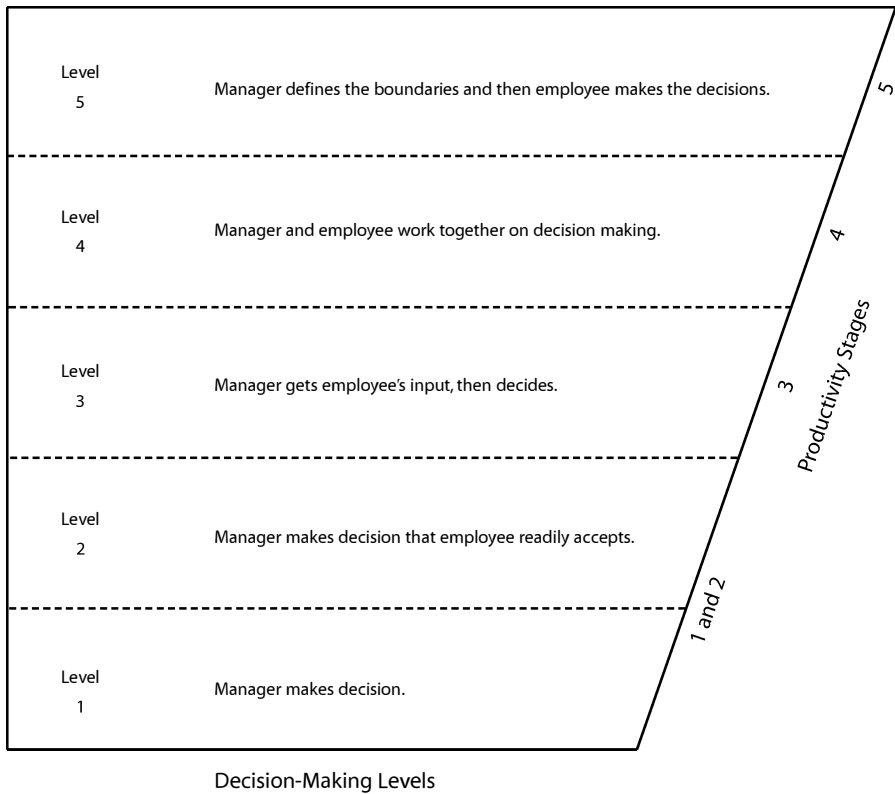 Level
5
Manager defines the boundaries and then employee makes the decisions.
5
Level
4
Manager and employee work together on decision making.
4
Level
3
Manager gets employee’s input, then decides.
3
Productivity Stages
Level
2
Manager makes decision that employee readily accepts.
1 and 2
Level
1
Manager makes decision.
Decision-Making Levels